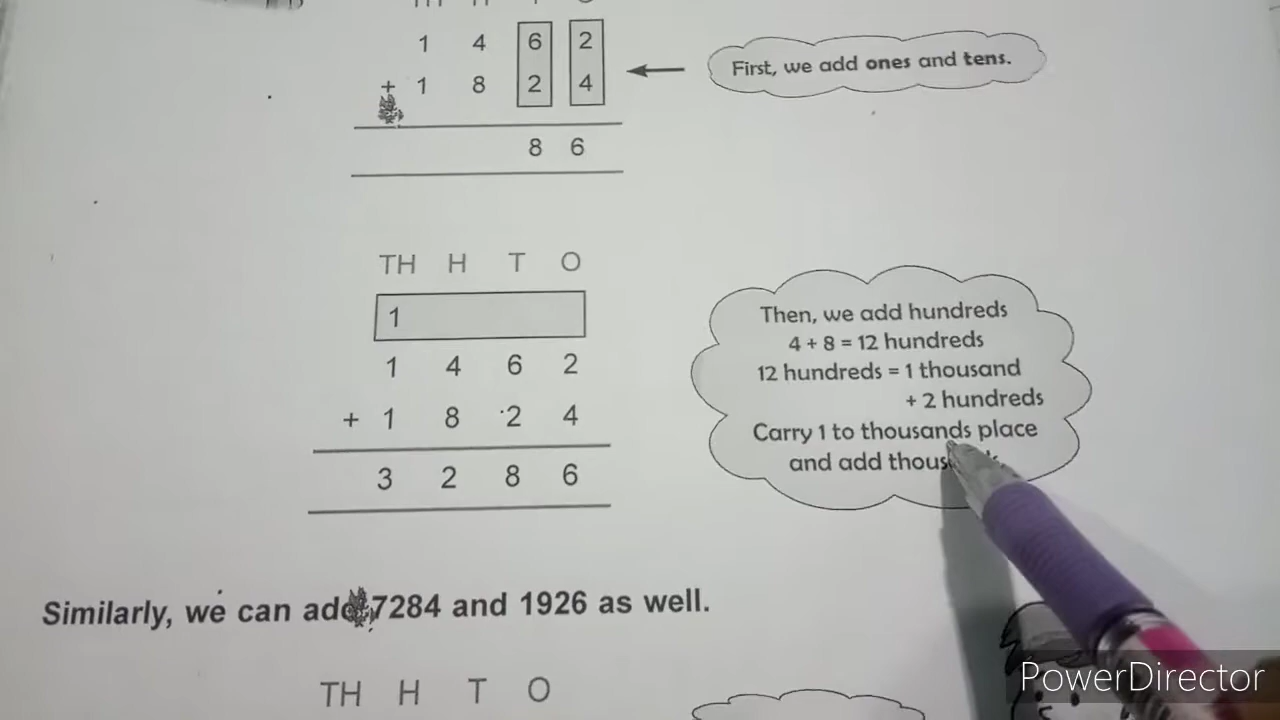 1 4 6 2
+ 1 8 2 4
8 6
First, we add ones and tens.
TH H T O
1
1 4 6 2
+ 1 8 2 4
3 2 8 6
Then, we add hundreds
4 + 8 = 12 hundreds
12 hundreds = 1 thousand
+ 2 hundreds
Carry 1 to thousands place
and add
Similarly, we can add 7284 and 1926 as well.
TH H T O
PowerDirector